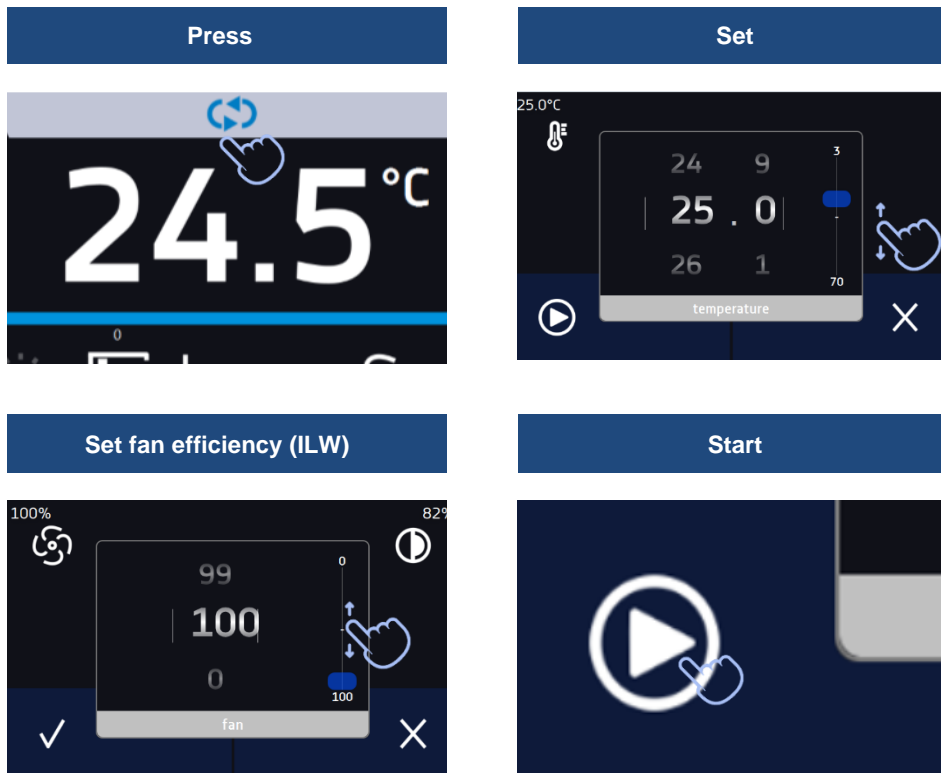 Press
24.5°C
0
Set
25.0°C
24 9
3
25 . 0
-
26 1
70
temperature
Set fan efficiency (ILW)
100%
82%
99
0
100
0
100
fan
Start